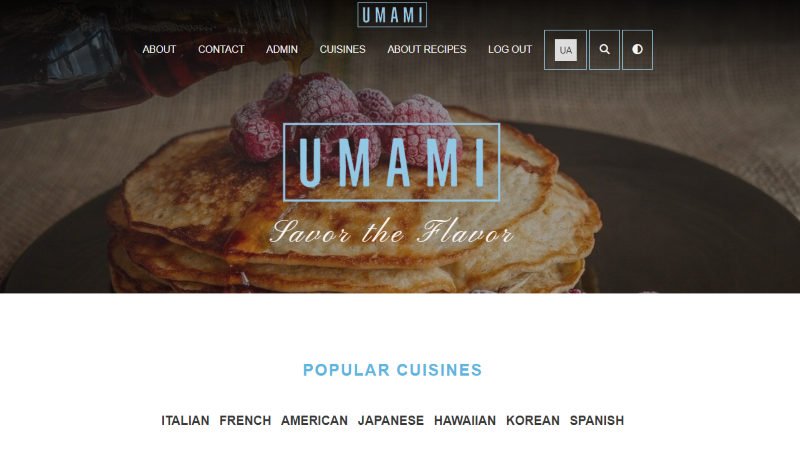 UMAMI
ABOUT CONTACT ADMIN CUISINES ABOUT RECIPES LOG OUT UA
UMAMI
Savor the Flavor
POPULAR CUISINES
ITALIAN FRENCH AMERICAN JAPANESE HAWAIIAN KOREAN SPANISH